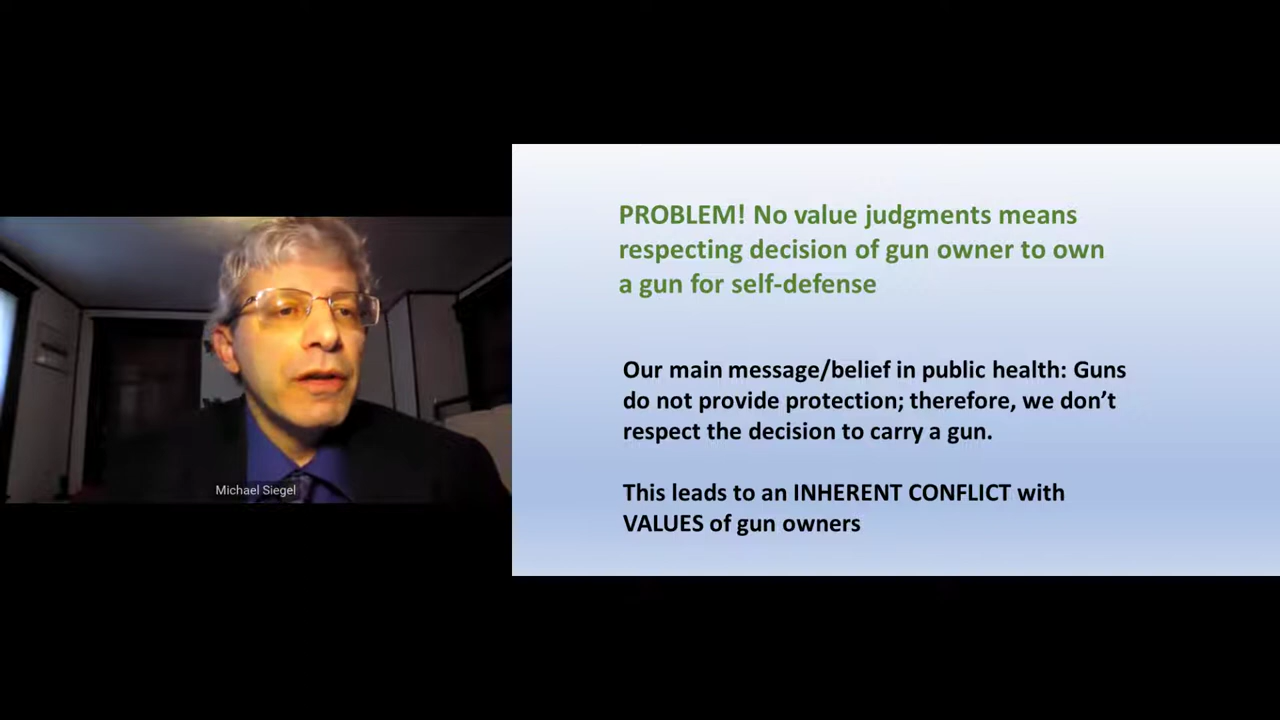 PROBLEM! No value judgments means
respecting decision of gun owner to own
a gun for self-defense
Our main message/belief in public health: Guns
do not provide protection; therefore, we don't
respect the decision to carry a gun.
This leads to an INHERENT CONFLICT with
VALUES of gun owners
Michael Siegel